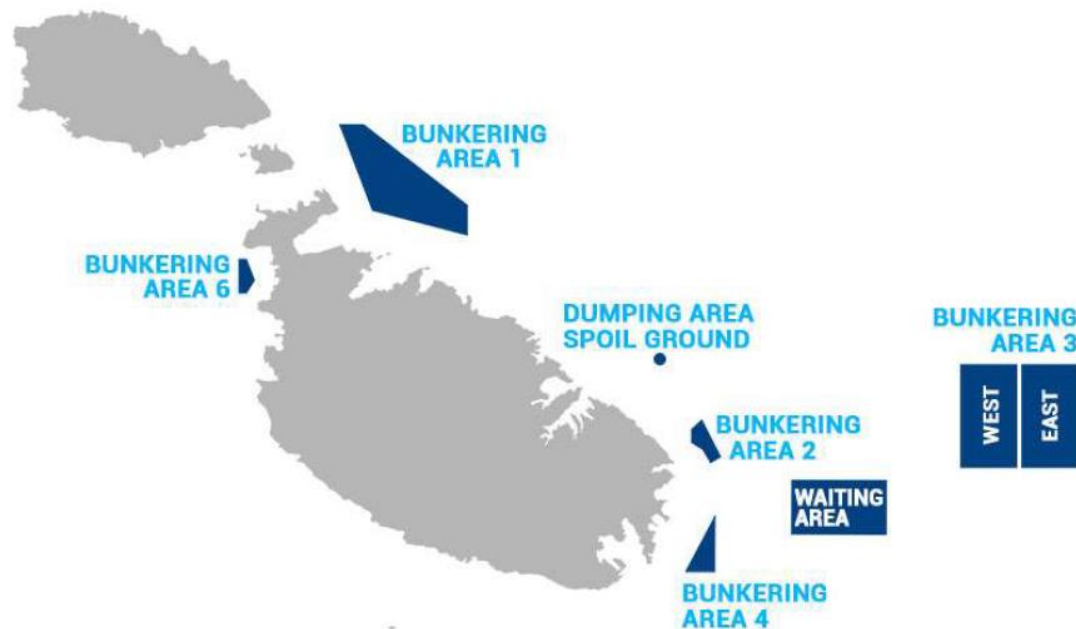 BUNKERING
AREA 1
BUNKERING
AREA 6
DUMPING AREA
SPOIL GROUND
BUNKERING
AREA 3
WEST
EAST
BUNKERING
AREA 2
WAITING
AREA
BUNKERING
AREA 4